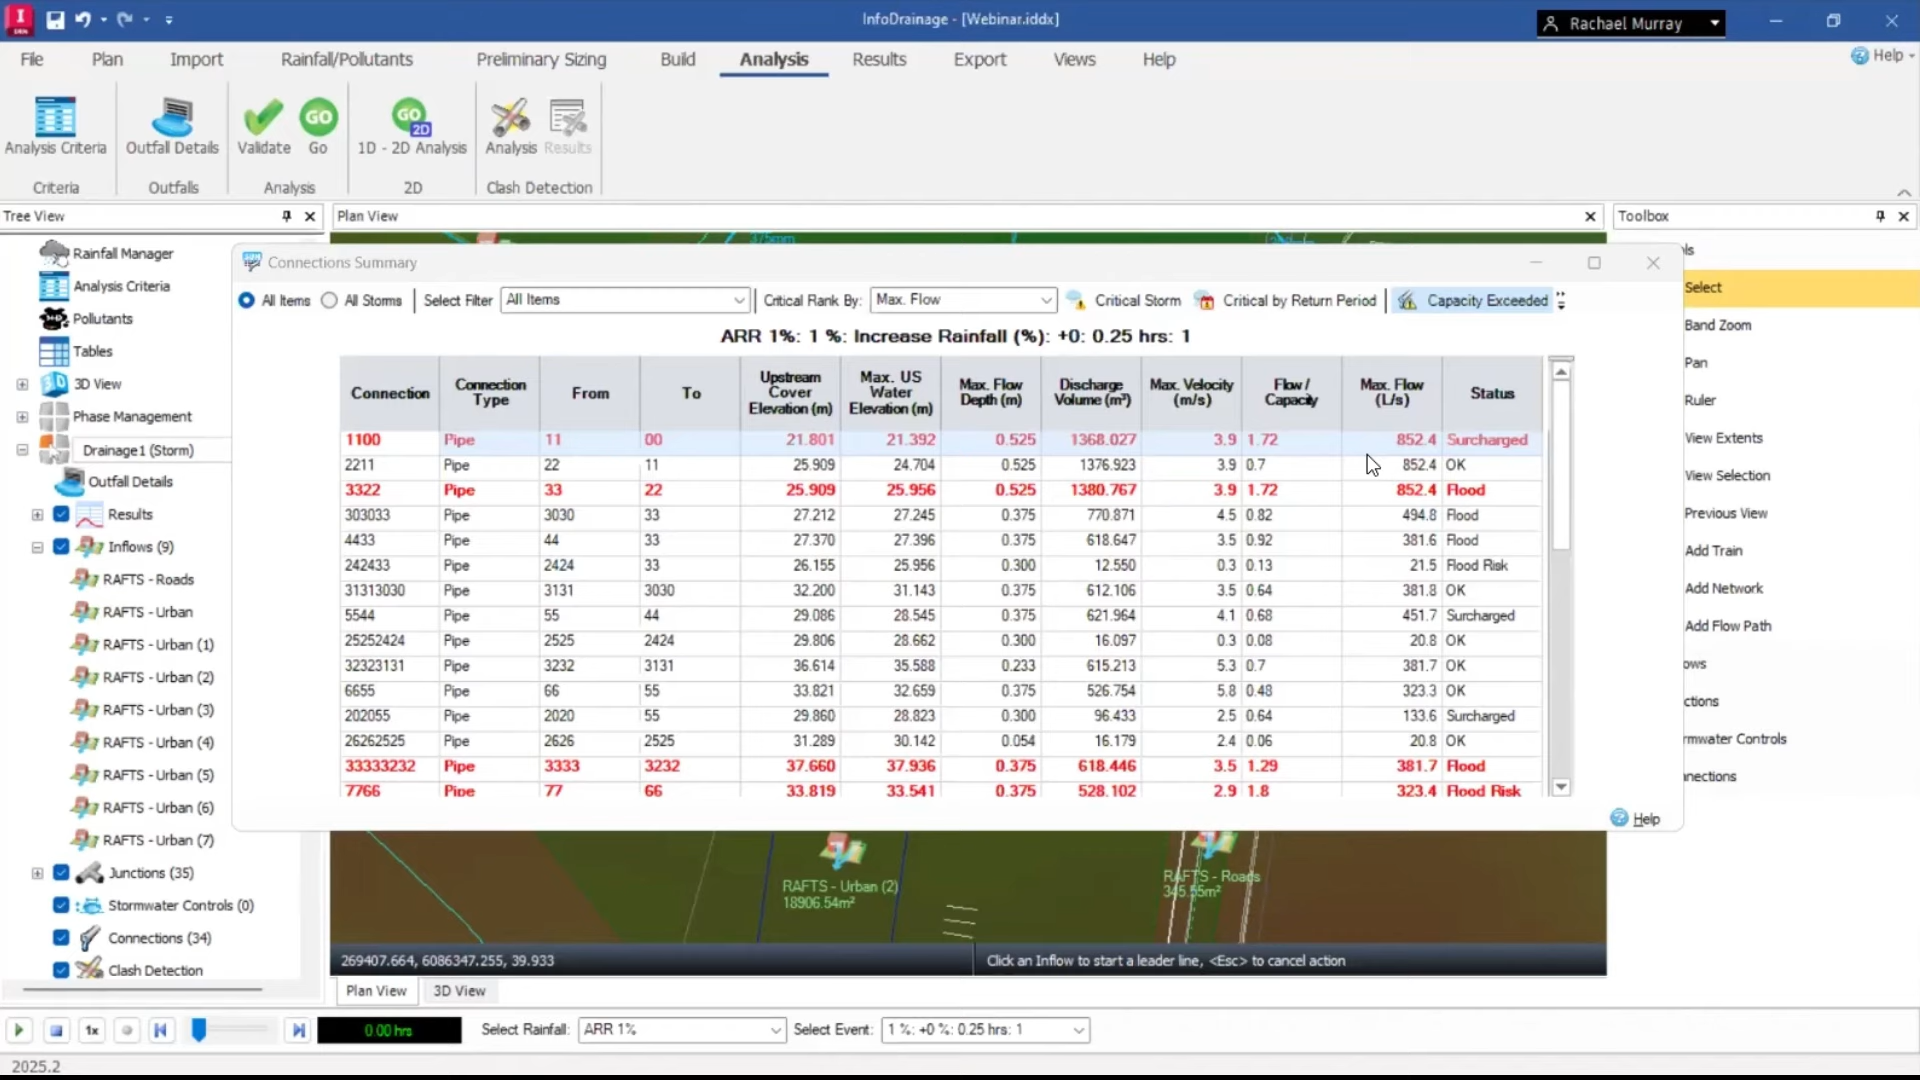 InfoDrainage - [Webinar.iddx]
Rachael Murray
File Plan Import Rainfall/Pollutants Preliminary Sizing Build Analysis Results Export Views Help
Help
Analysis Criteria Outfall Details Validate Go 1D - 2D Analysis Analysis Results
Criteria Outfalls Analysis 2D Clash Detection
Tree View
Plan View
Toolbox
Rainfall Manager
Analysis Criteria
Pollutants
Tables
3D View
Phase Management
Drainage1 (Storm)
Outfall Details
Results
Inflows (9)
RAFTS - Roads
RAFTS - Urban
RAFTS - Urban (1)
RAFTS - Urban (2)
RAFTS - Urban (3)
RAFTS - Urban (4)
RAFTS - Urban (5)
RAFTS - Urban (6)
RAFTS - Urban (7)
Junctions (35)
Stormwater Controls (0)
Connections (34)
Clash Detection
375mm
Connections Summary
All Items All Storms Select Filter All Items Critical Rank By: Max. Flow Critical Storm Critical by Return Period Capacity Exceeded
ARR 1%: 1 %: Increase Rainfall (%): +0: 0.25 hrs: 1
Connection Connection Type From To Upstream Cover Elevation (m) Max. US Water Elevation (m) Max. Flow Depth (m) Discharge Volume (m³) Max. Velocity (m/s) Flow / Capacity Max. Flow (L/s) Status
1100 Pipe 11 00 21.801 21.392 0.525 1368.027 3.9 1.72 852.4 Surcharged
2211 Pipe 22 11 25.909 24.704 0.525 1376.923 3.9 0.7 852.4 OK
3322 Pipe 33 22 25.909 25.956 0.525 1380.767 3.9 1.72 852.4 Flood
303033 Pipe 3030 33 27.212 27.245 0.375 770.871 4.5 0.82 494.8 Flood
4433 Pipe 44 33 27.370 27.396 0.375 618.647 3.5 0.92 381.6 Flood
242433 Pipe 2424 33 26.155 25.956 0.300 12.550 0.3 0.13 21.5 Flood Risk
31313030 Pipe 3131 3030 32.200 31.143 0.375 612.106 3.5 0.64 381.8 OK
5544 Pipe 55 44 29.086 28.545 0.375 621.964 4.1 0.68 451.7 Surcharged
25252424 Pipe 2525 2424 29.806 28.662 0.300 16.097 0.3 0.08 20.8 OK
32323131 Pipe 3232 3131 36.614 35.588 0.233 615.213 5.3 0.7 381.7 OK
6655 Pipe 66 55 33.821 32.659 0.375 526.754 5.8 0.48 323.3 OK
202055 Pipe 2020 55 29.860 28.823 0.300 96.433 2.5 0.64 133.6 Surcharged
26262525 Pipe 2626 2525 31.289 30.142 0.054 16.179 2.4 0.06 20.8 OK
33333232 Pipe 3333 3232 37.660 37.936 0.375 618.446 3.5 1.29 381.7 Flood
7766 Pipe 77 66 33.819 33.541 0.375 528.102 2.9 1.8 323.4 Flood Risk
Help
ls
Select
Band Zoom
Pan
Ruler
View Extents
View Selection
Previous View
Add Train
Add Network
Add Flow Path
ows
ctions
rmwater Controls
nnections
RAFTS - Urban (2)
18906.54m²
RAFTS - Roads
345.55m²
269407.664, 6086347.255, 39.933
Click an Inflow to start a leader line, <Esc> to cancel action
Plan View 3D View
1x 0.00 hrs Select Rainfall: ARR 1% Select Event: 1 %: +0 %: 0.25 hrs: 1
2025.2